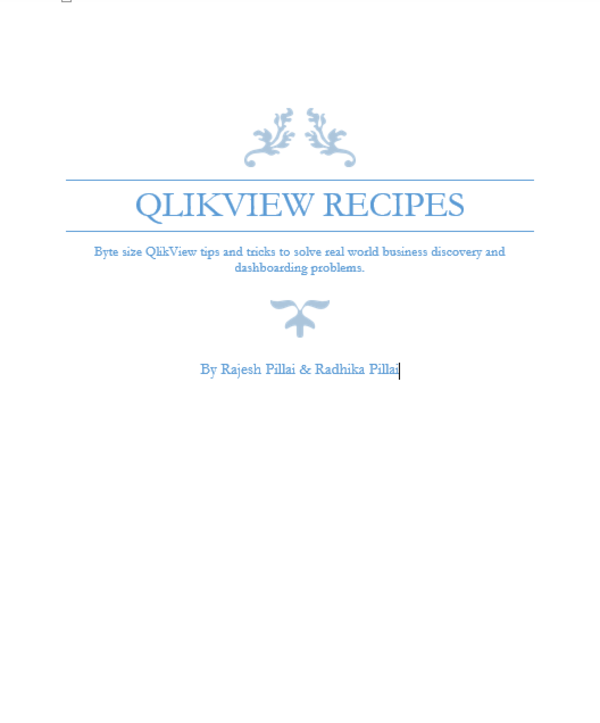 QLIKVIEW RECIPES
Byte size QlikView tips and tricks to solve real world business discovery and
dashboarding problems.
By Rajesh Pillai & Radhika Pillai